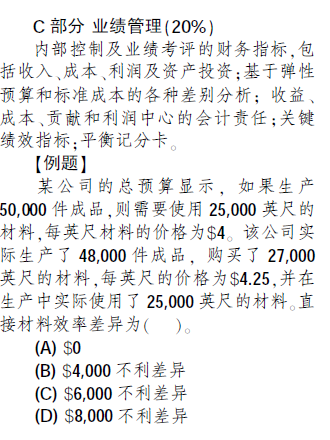 C 部分 业绩管理(20%)
内部控制及业绩考评的财务指标,包
括收入、成本、利润及资产投资;基于弹性
预算和标准成本的各种差别分析; 收益、
成本、贡献和利润中心的会计责任;关键
绩效指标;平衡记分卡。
【例题】
某公司的总预算显示, 如果生产
50,000 件成品,则需要使用 25,000 英尺的
材料,每英尺材料的价格为$4。该公司实
际生产了 48,000 件成品, 购买了 27,000
英尺的材料,每英尺的价格为$4.25,并在
生产中实际使用了 25,000 英尺的材料。直
接材料效率差异为( )。
(A) $0
(B) $4,000 不利差异
(C) $6,000 不利差异
(D) $8,000 不利差异